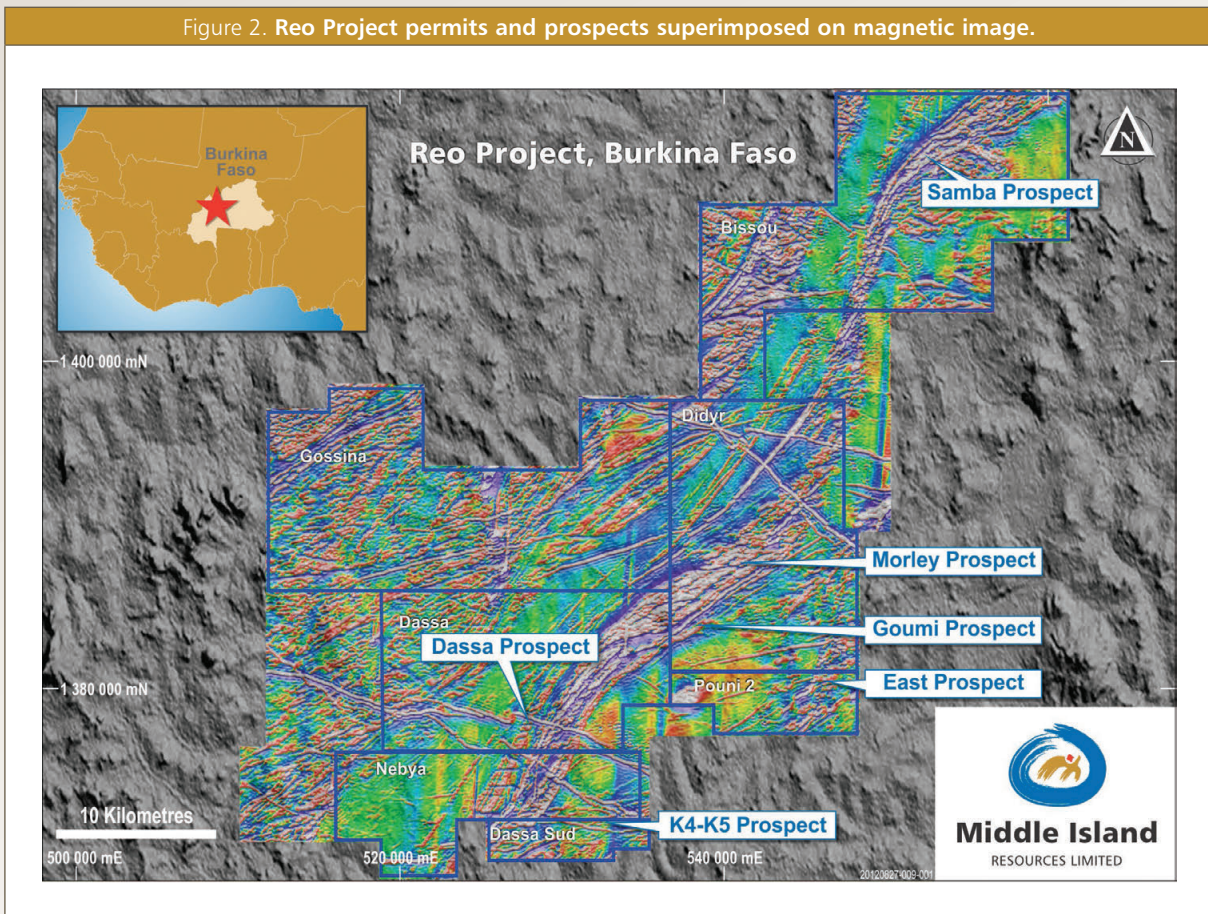 Figure 2. Reo Project permits and prospects superimposed on magnetic image.
Burkina
Faso
Reo Project, Burkina Faso
N
Samba Prospect
Bissou
1 400 000 mN
Didyr
Gossina
Morley Prospect
Dassa
Goumi Prospect
Dassa Prospect
East Prospect
1 380 000 mN
Pouni 2
Nebya
10 Kilometres
K4-K5 Prospect
Dassa Sud
Middle Island
RESOURCES LIMITED
500 000 mE
520 000 mE
540 000 mE
20120827-009-001